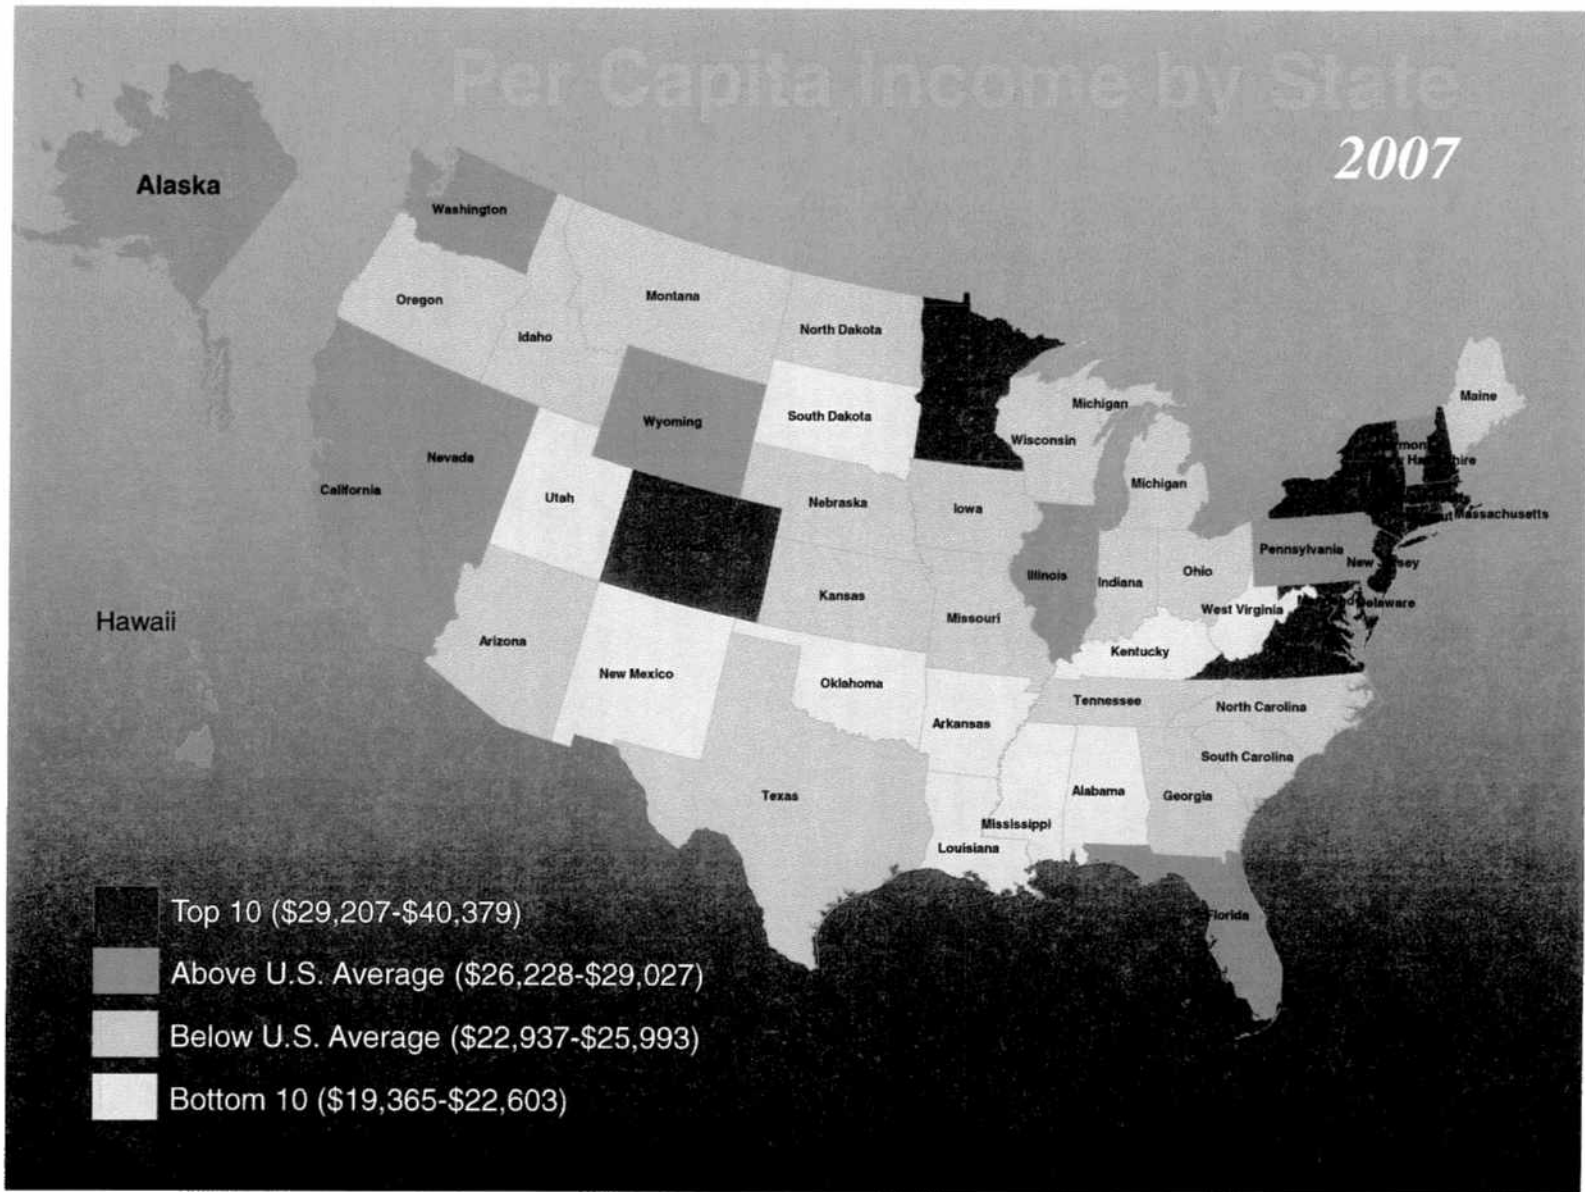 Per Capita Income by State
2007
Alaska
Washington
Oregon
Idaho
Montana
North Dakota
South Dakota
Wyoming
Nevada
California
Utah
Nebraska
Iowa
Wisconsin
Michigan
Michigan
Maine
Massachusetts
Pennsylvania
Ohio
Indiana
Illinois
Kansas
Missouri
West Virginia
Delaware
Kentucky
Hawaii
Arizona
New Mexico
Oklahoma
Arkansas
Tennessee
North Carolina
South Carolina
Texas
Mississippi
Alabama
Georgia
Louisiana
Florida
Top 10 ($29,207-$40,379)
Above U.S. Average ($26,228-$29,027)
Below U.S. Average ($22,937-$25,993)
Bottom 10 ($19,365-$22,603)